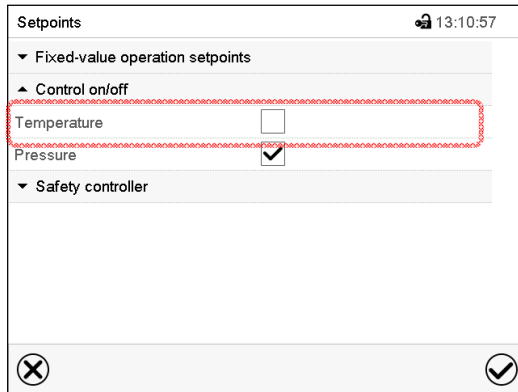 Setpoints 13:10:57
Fixed-value operation setpoints
Control on/off
Temperature
Pressure
Safety controller